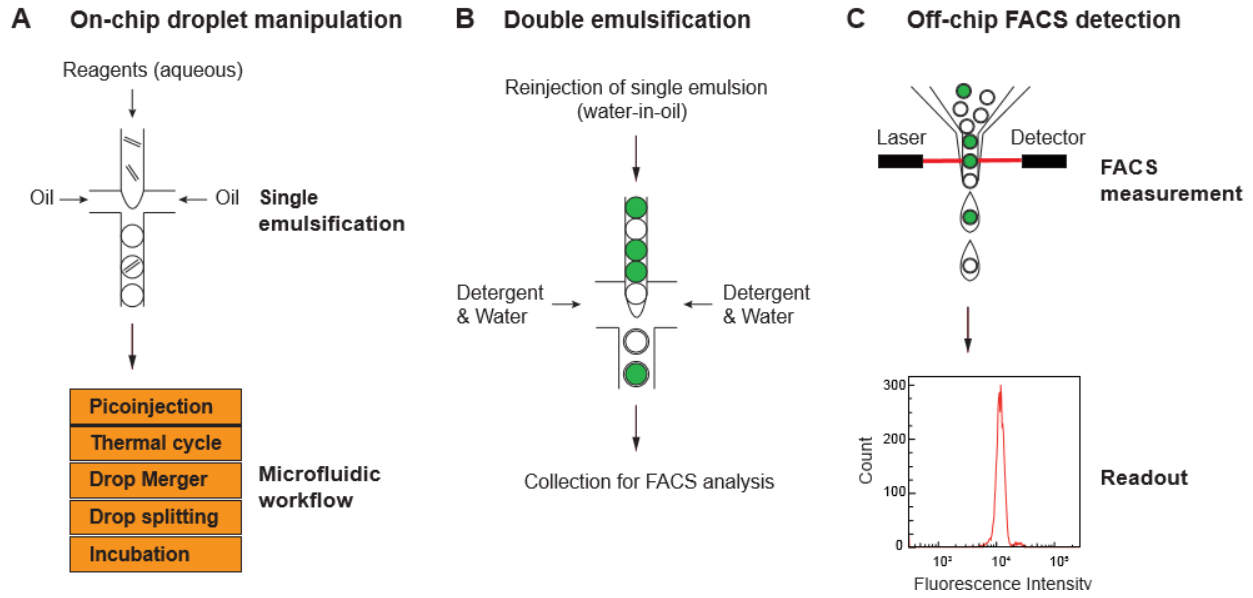 A On-chip droplet manipulation
Reagents (aqueous)
Oil
Oil
Single
emulsification
Picoinjection
Thermal cycle
Drop Merger
Drop splitting
Incubation
Microfluidic
workflow
B Double emulsification
Reinjection of single emulsion
(water-in-oil)
Detergent
& Water
Detergent
& Water
Collection for FACS analysis
C Off-chip FACS detection
Laser
Detector
FACS
measurement
300
200
100
0
Count
10³ 10⁴ 10⁵
Fluorescence Intensity
Readout